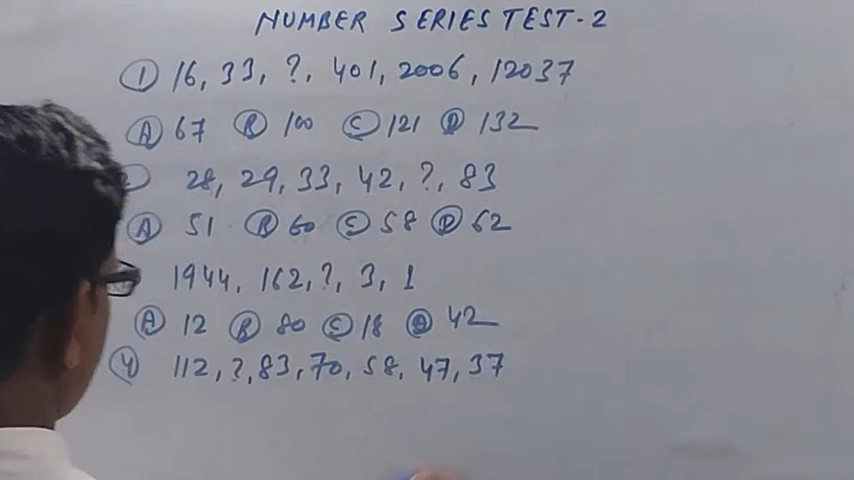 NUMBER SERIES TEST-2
① 16, 33, ?, 401, 2006, 12037
Ⓐ 67 Ⓑ 100 Ⓒ 121 Ⓓ 132
28, 29, 33, 42, ?, 83
Ⓐ 51 Ⓑ 60 Ⓒ 58 Ⓓ 62
1944, 162, ?, 3, 1
Ⓐ 12 Ⓑ 80 Ⓒ 18 Ⓓ 42
④ 112, ?, 83, 70, 58, 47, 37